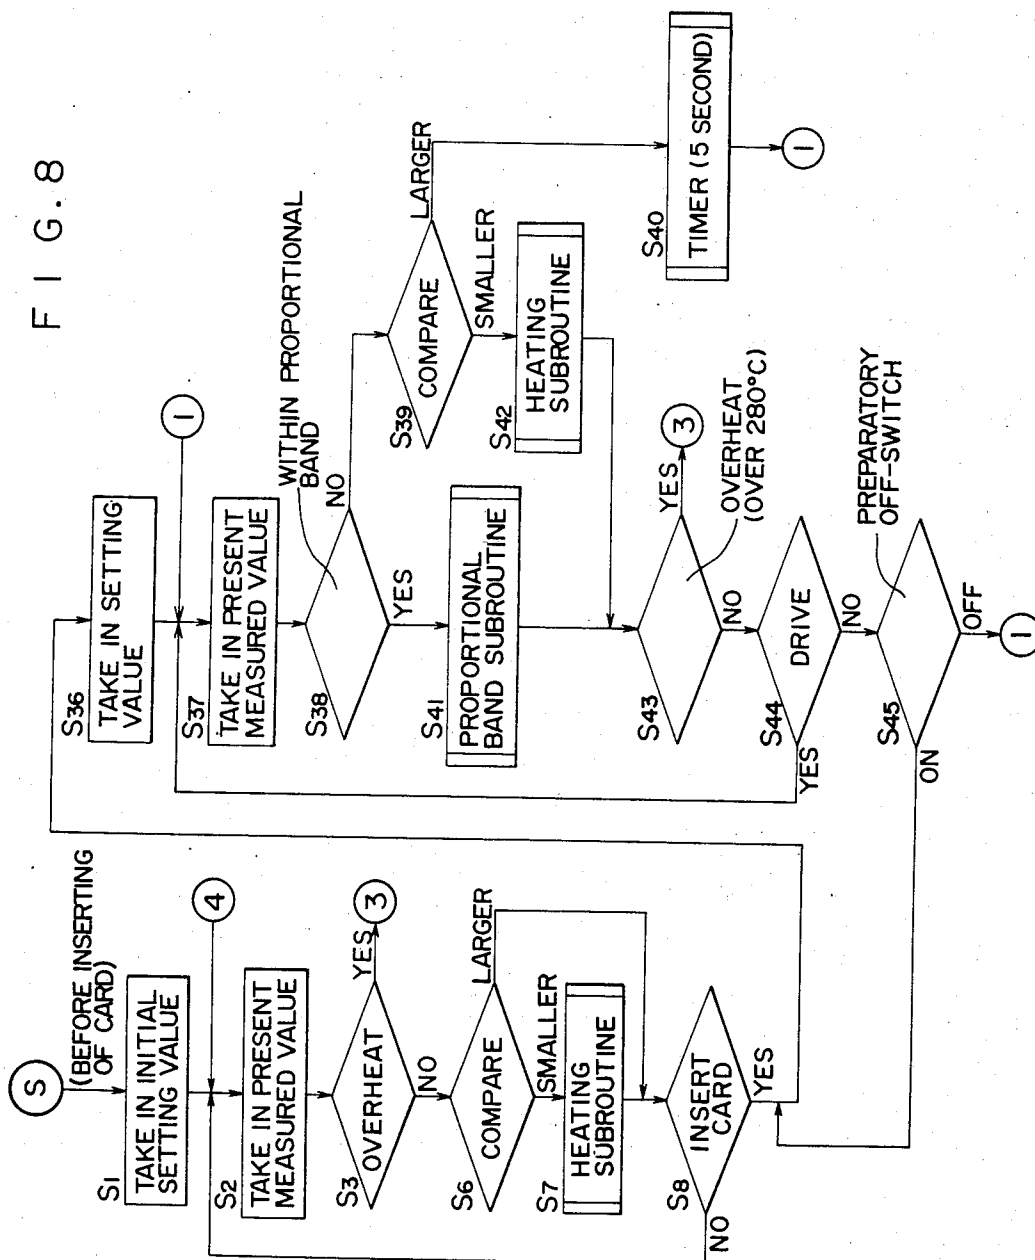 FIG.8
S
(BEFORE INSERTING
OF CARD)
S1
TAKE IN INITIAL
SETTING VALUE
4
S2
TAKE IN PRESENT
MEASURED VALUE
S3
OVERHEAT
YES
3
NO
S6
COMPARE
LARGER
SMALLER
S7
HEATING
SUBROUTINE
S8
INSERT
CARD
NO
YES
S36
TAKE IN SETTING
VALUE
1
S37
TAKE IN PRESENT
MEASURED VALUE
S38
WITHIN PROPORTIONAL
BAND
NO
YES
S39
COMPARE
LARGER
SMALLER
S40
TIMER (5 SECOND)
1
S41
PROPORTIONAL
BAND SUBROUTINE
S42
HEATING
SUBROUTINE
S43
YES
3
OVERHEAT
(OVER 280°C)
NO
S44
DRIVE
YES
NO
S45
PREPARATORY
OFF-SWITCH
ON
OFF
1